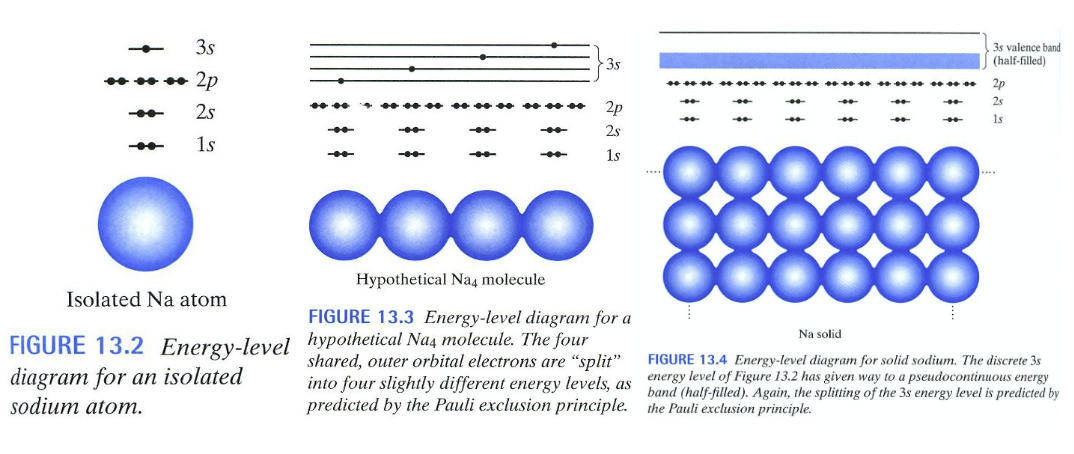 3s
2p
2s
1s
Isolated Na atom
FIGURE 13.2 Energy-level
diagram for an isolated
sodium atom.
3s
2p
2s
1s
Hypothetical Na4 molecule
FIGURE 13.3 Energy-level diagram for a
hypothetical Na4 molecule. The four
shared, outer orbital electrons are “split”
into four slightly different energy levels, as
predicted by the Pauli exclusion principle.
3s valence band
(half-filled)
2p
2s
1s
Na solid
FIGURE 13.4 Energy-level diagram for solid sodium. The discrete 3s
energy level of Figure 13.2 has given way to a pseudocontinuous energy
band (half-filled). Again, the splitting of the 3s energy level is predicted by
the Pauli exclusion principle.